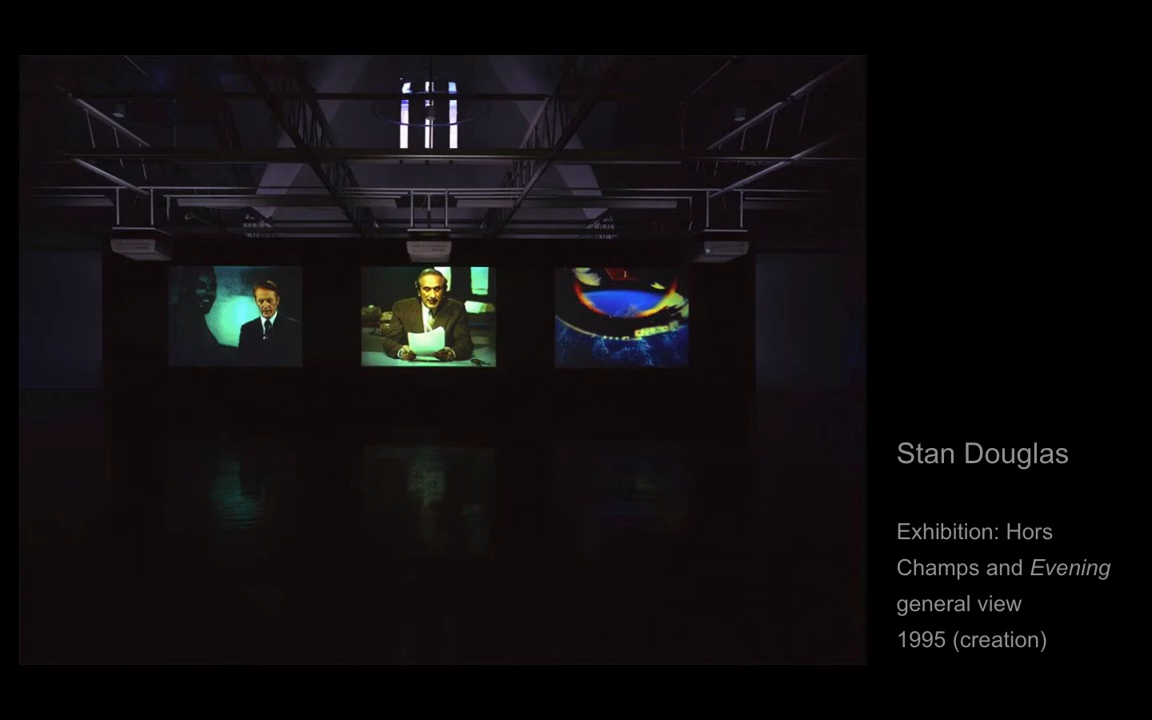 Stan Douglas
Exhibition: Hors
Champs and Evening
general view
1995 (creation)